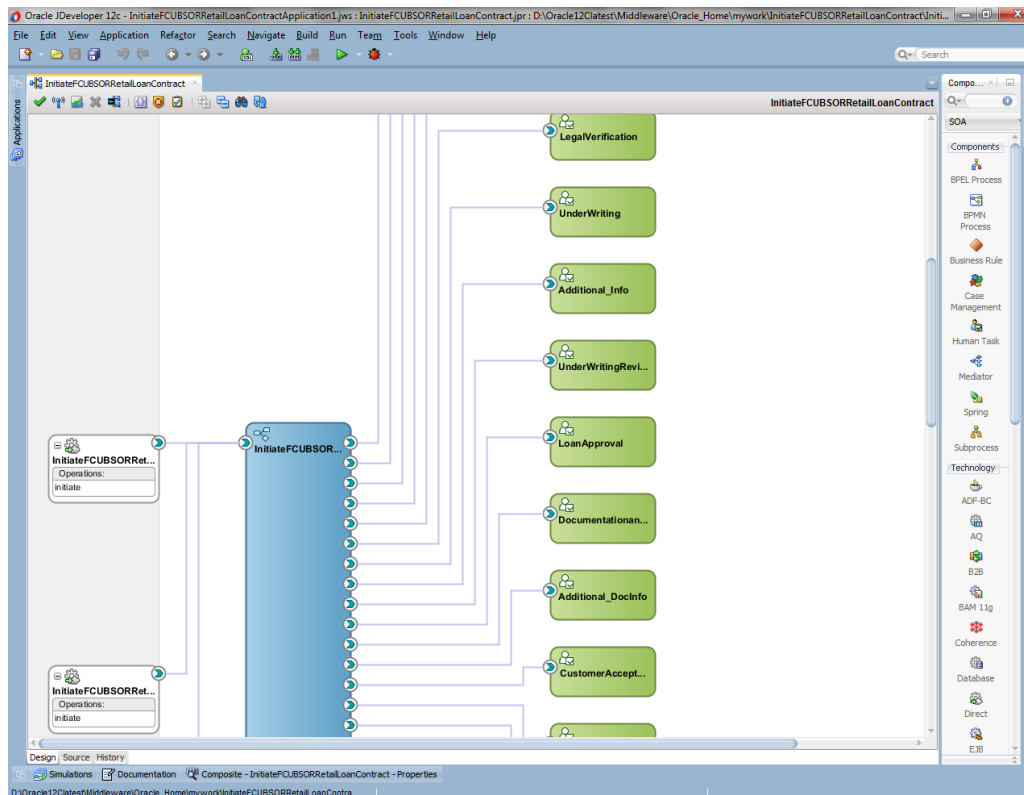 Oracle JDeveloper 12c - InitiateFCUBSORRetailLoanContractApplication1.jws : InitiateFCUBSORRetailLoanContract.jpr : D:\Oracle12Clatest\Middleware\Oracle_Home\mywork\InitiateFCUBSORRetailLoanContract\Initi...
File Edit View Application Refactor Search Navigate Build Run Team Tools Window Help
Search
InitiateFCUBSORRetailLoanContract
Compo...
InitiateFCUBSORRetailLoanContract
Applications
SOA
Components
BPEL Process
BPMN
Process
Business Rule
Case
Management
Human Task
Mediator
Spring
Subprocess
Technology
ADF-BC
AQ
B2B
BAM 11g
Coherence
Database
Direct
EJB
LegalVerification
UnderWriting
Additional_Info
UnderWritingRevi...
LoanApproval
Documentationan...
Additional_DocInfo
CustomerAccept...
InitiateFCUBSORRet...
Operations:
initiate
InitiateFCUBSOR...
InitiateFCUBSORRet...
Operations:
initiate
Design Source History
Simulations Documentation Composite - InitiateFCUBSORRetailLoanContract - Properties
D:\Oracle12Clatest\Middleware\Oracle_Home\mywork\InitiateFCUBSORRetailLoanContra